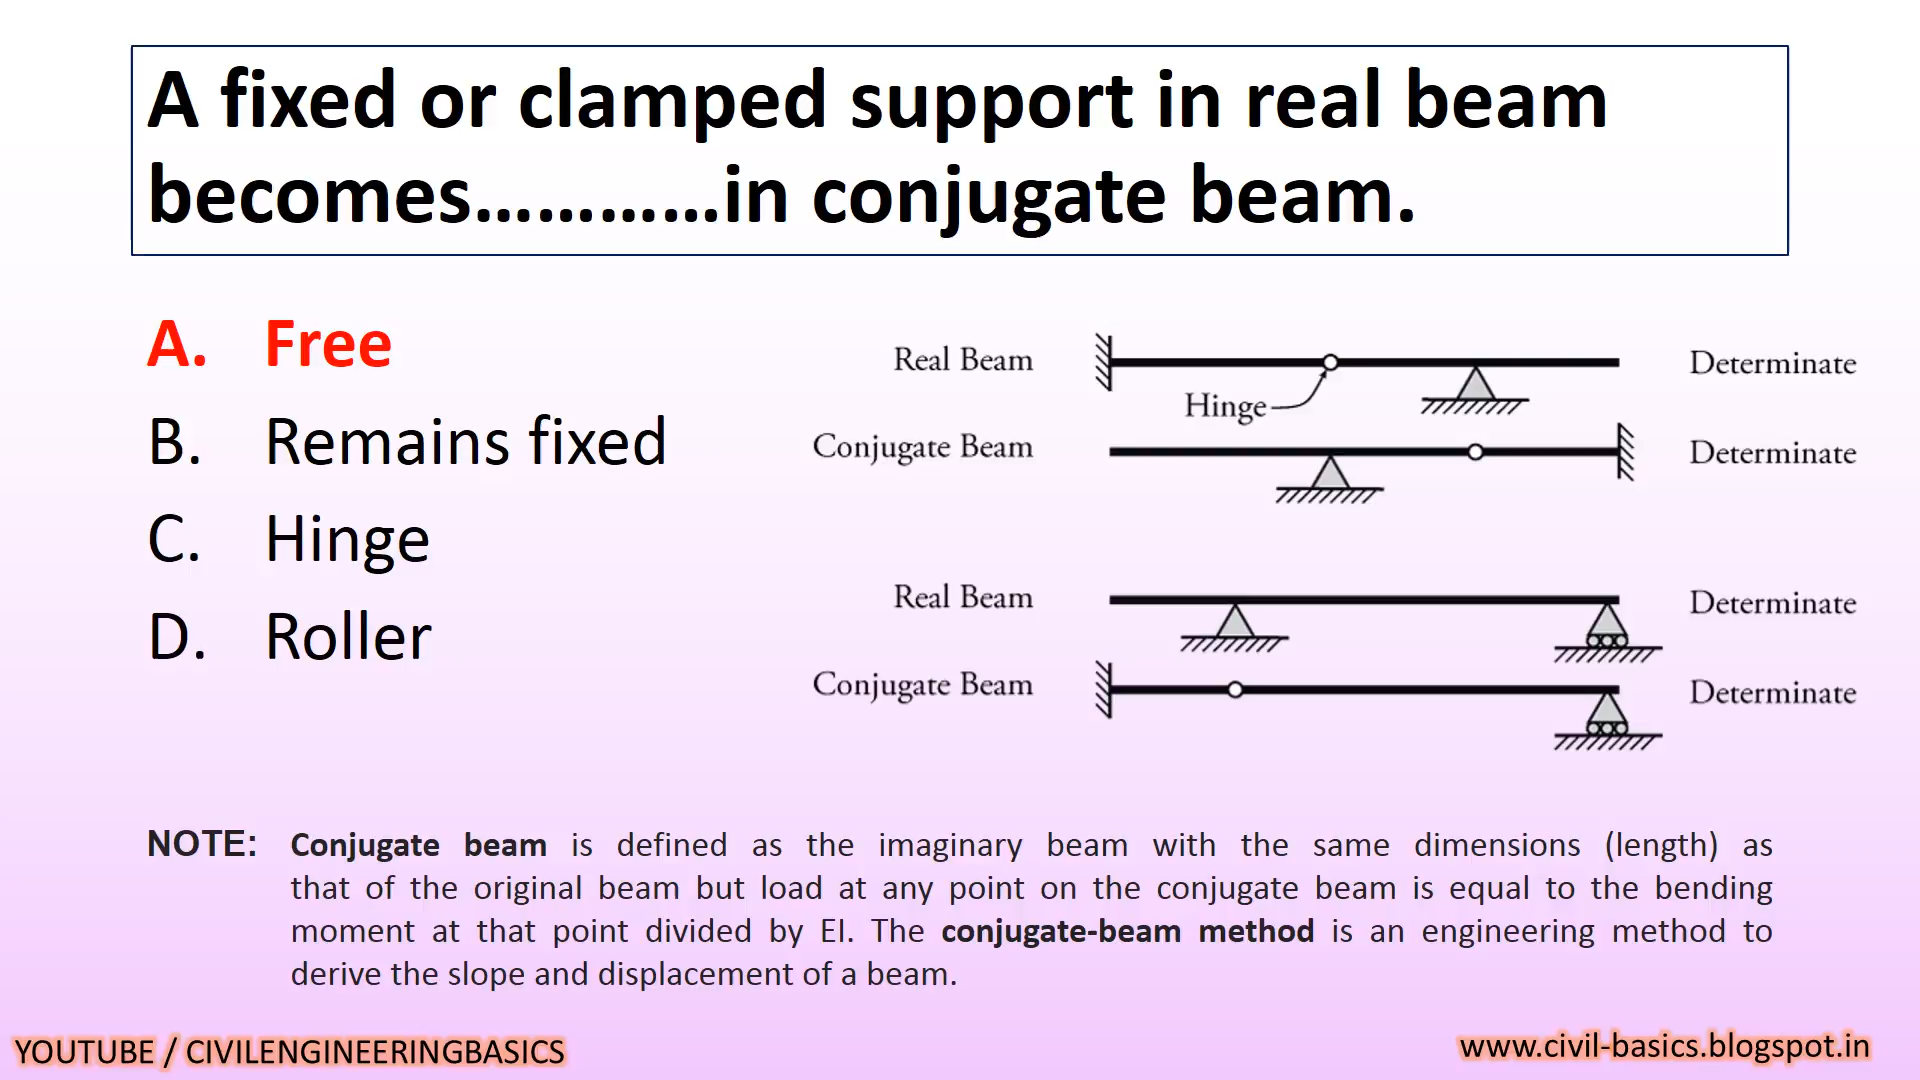 A fixed or clamped support in real beam
becomes…………in conjugate beam.
A. Free
B. Remains fixed
C. Hinge
D. Roller
Real Beam Determinate
Hinge
Conjugate Beam Determinate
Real Beam Determinate
Conjugate Beam Determinate
NOTE: Conjugate beam is defined as the imaginary beam with the same dimensions (length) as
that of the original beam but load at any point on the conjugate beam is equal to the bending
moment at that point divided by EI. The conjugate-beam method is an engineering method to
derive the slope and displacement of a beam.
YOUTUBE / CIVILENGINEERINGBASICS
www.civil-basics.blogspot.in